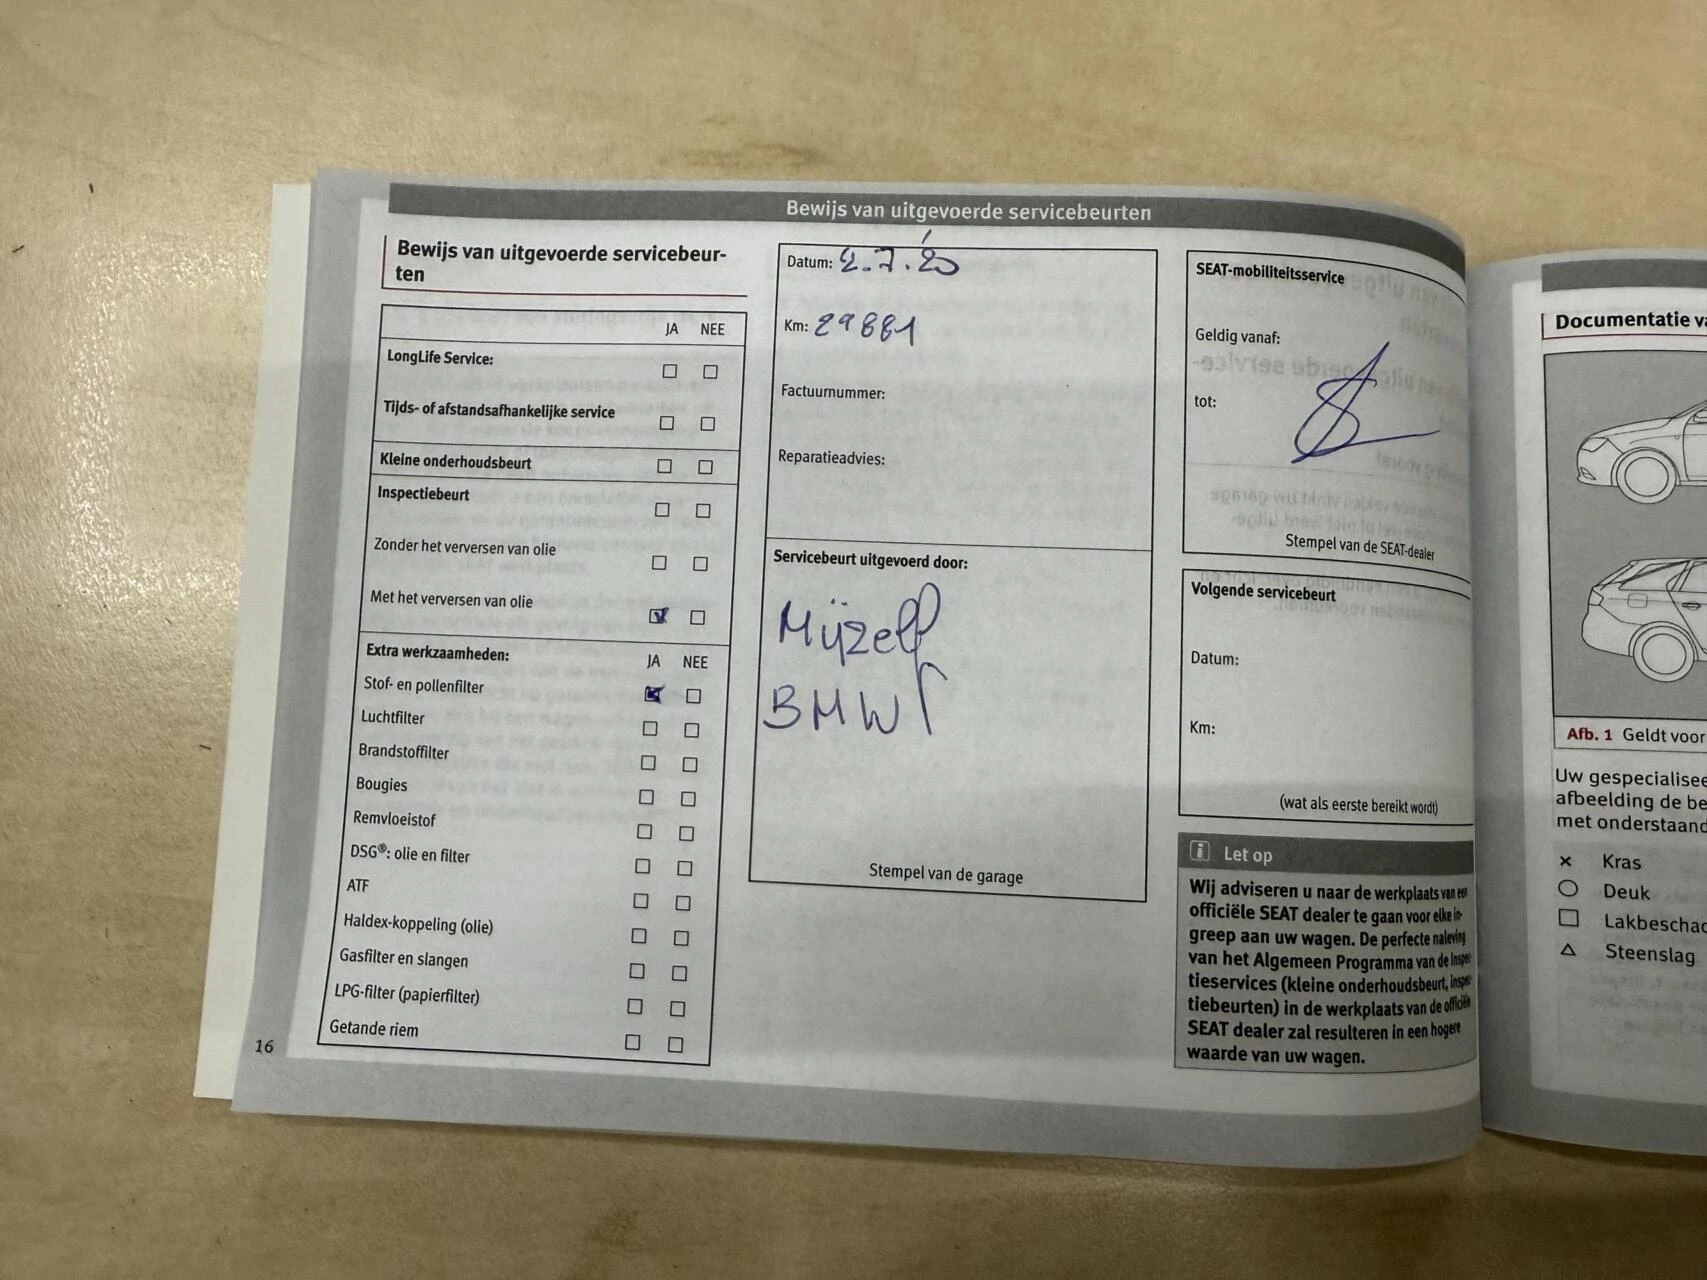 Bewijs van uitgevoerde servicebeurten
Bewijs van uitgevoerde servicebeur-
ten
JA NEE
LongLife Service:
Tijds- of afstandsafhankelijke service
Kleine onderhoudsbeurt
Inspectiebeurt
Zonder het verversen van olie
Met het verversen van olie
Extra werkzaamheden: JA NEE
Stof- en pollenfilter
Luchtfilter
Brandstoffilter
Bougies
Remvloeistof
DSG®: olie en filter
ATF
Haldex-koppeling (olie)
Gasfilter en slangen
LPG-filter (papierfilter)
Getande riem
16
Datum: 2.7.20
Km: 29881
Factuurnummer:
Reparatieadvies:
Servicebeurt uitgevoerd door:
Mijzelf
BMW
Stempel van de garage
SEAT-mobiliteitsservice
Geldig vanaf:
tot:
Stempel van de SEAT-dealer
Volgende servicebeurt
Datum:
Km:
(wat als eerste bereikt wordt)
Let op
Wij adviseren u naar de werkplaats van een
officiële SEAT dealer te gaan voor elke in-
greep aan uw wagen. De perfecte naleving
van het Algemeen Programma van de Inspec-
tieservices (kleine onderhoudsbeurt, inspec-
tiebeurten) in de werkplaats van de officiële
SEAT dealer zal resulteren in een hogere
waarde van uw wagen.
Documentatie
Afb. 1 Geldt voor
Uw
afbeelding de
met
× Kras
Deuk
Steenslag